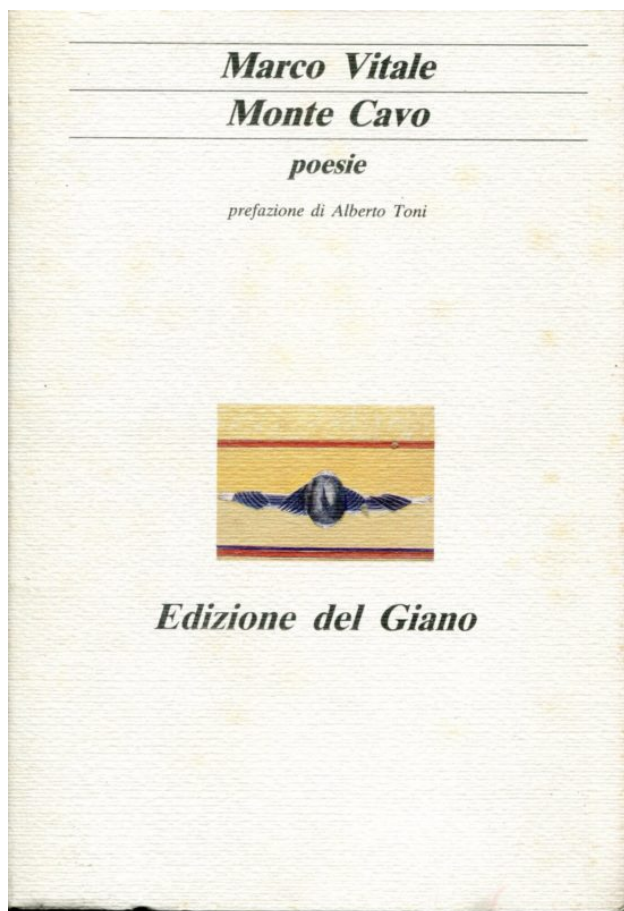 Marco Vitale
Monte Cavo
poesie
prefazione di Alberto Toni
Edizione del Giano